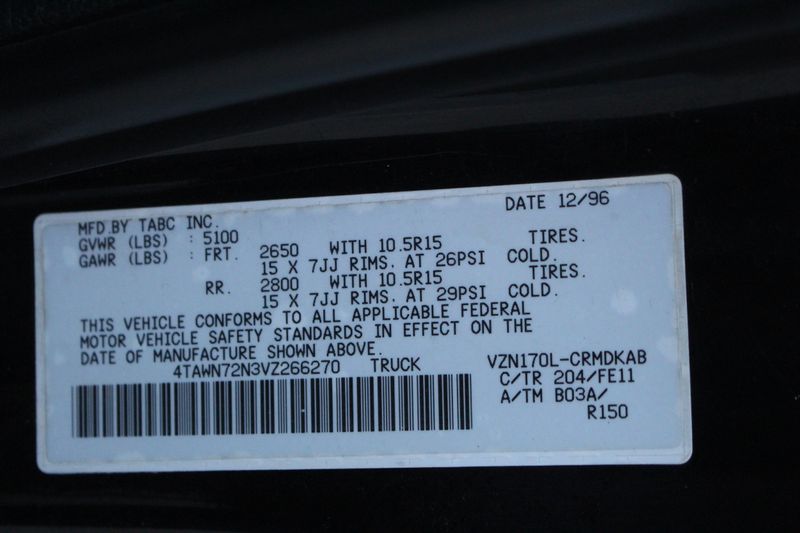 DATE 12/96
MFD.BY TABC INC.
GVWR (LBS) : 5100
GAWR (LBS) : FRT. 2650 WITH 10.5R15 TIRES.
15 X 7JJ RIMS. AT 26PSI COLD.
RR. 2800 WITH 10.5R15 TIRES.
15 X 7JJ RIMS. AT 29PSI COLD.
THIS VEHICLE CONFORMS TO ALL APPLICABLE FEDERAL
MOTOR VEHICLE SAFETY STANDARDS IN EFFECT ON THE
DATE OF MANUFACTURE SHOWN ABOVE.
4TAWN72N3VZ266270 TRUCK VZN170L-CRMDKAB
C/TR 204/FE11
A/TM B03A/
R150